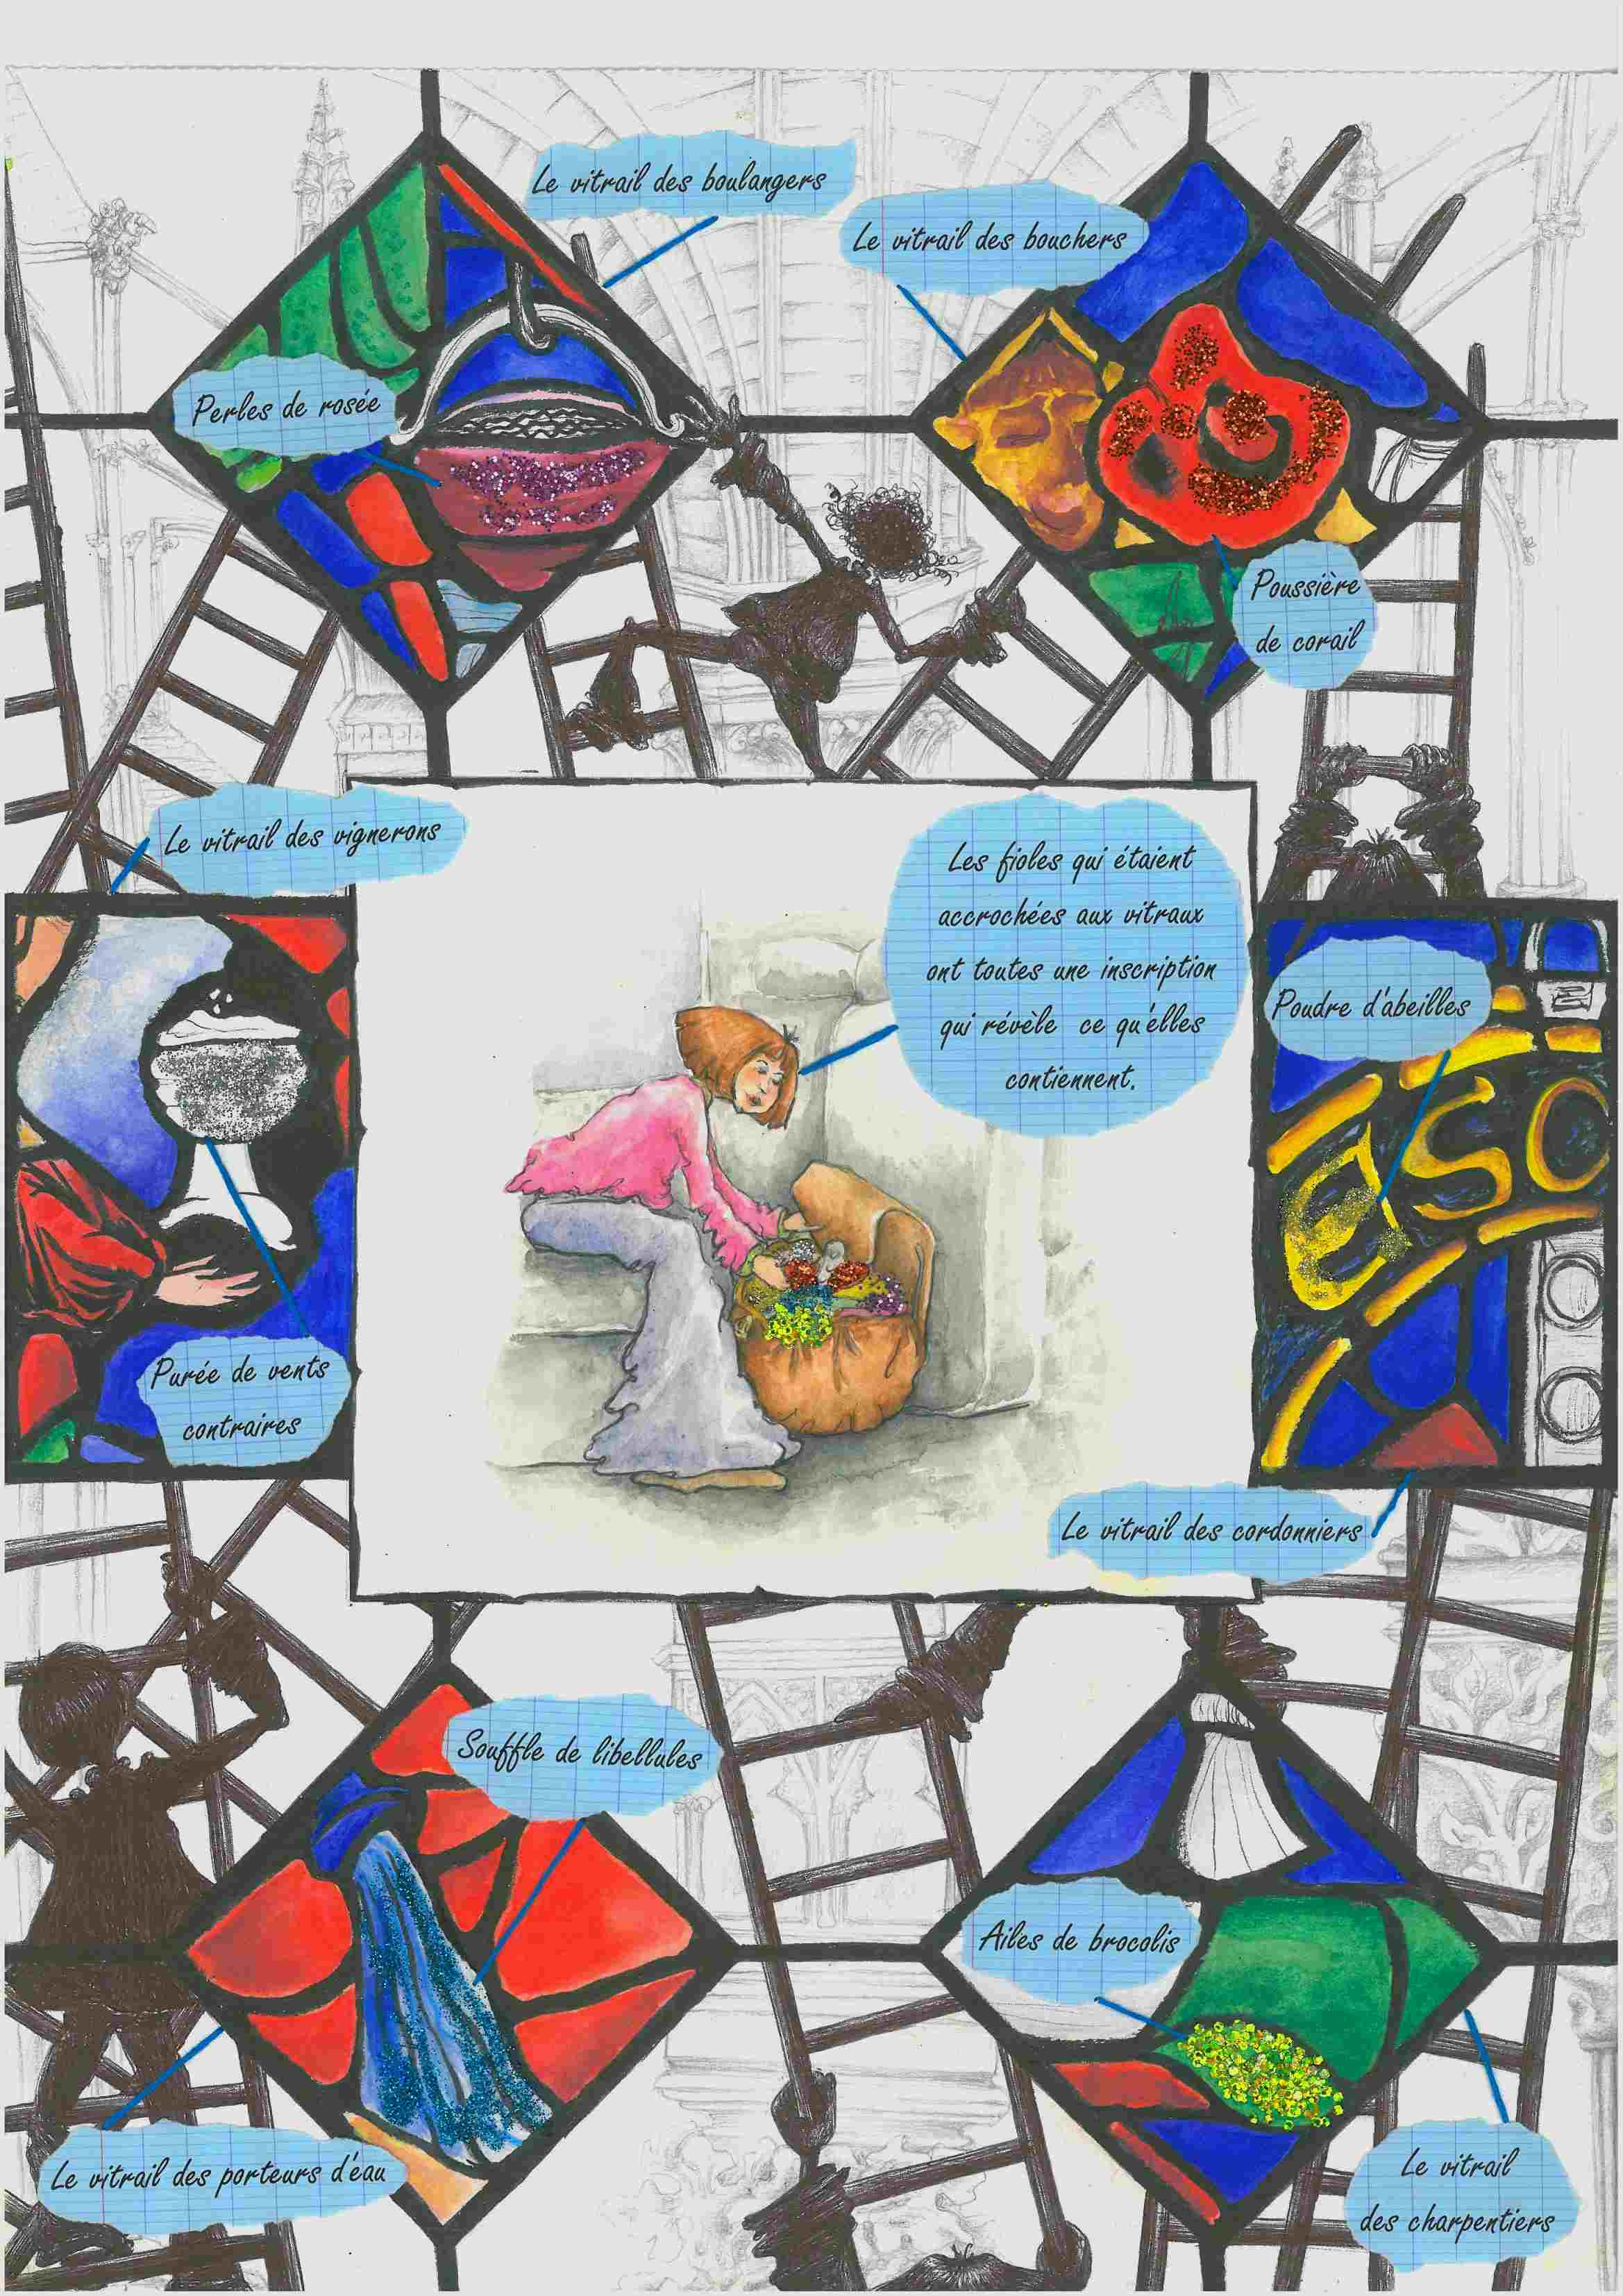 Le vitrail des boulangers
Le vitrail des bouchers
Perles de rosée
Poussière
de corail
Le vitrail des vignerons
Les fioles qui étaient
accrochées aux vitraux
ont toutes une inscription
qui révèle ce qu'elles
contiennent.
Poudre d'abeilles
aso
Purée de vents
contraires
Le vitrail des cordonniers
Souffle de libellules
Ailes de brocolis
Le vitrail des porteurs d'eau
Le vitrail
des charpentiers